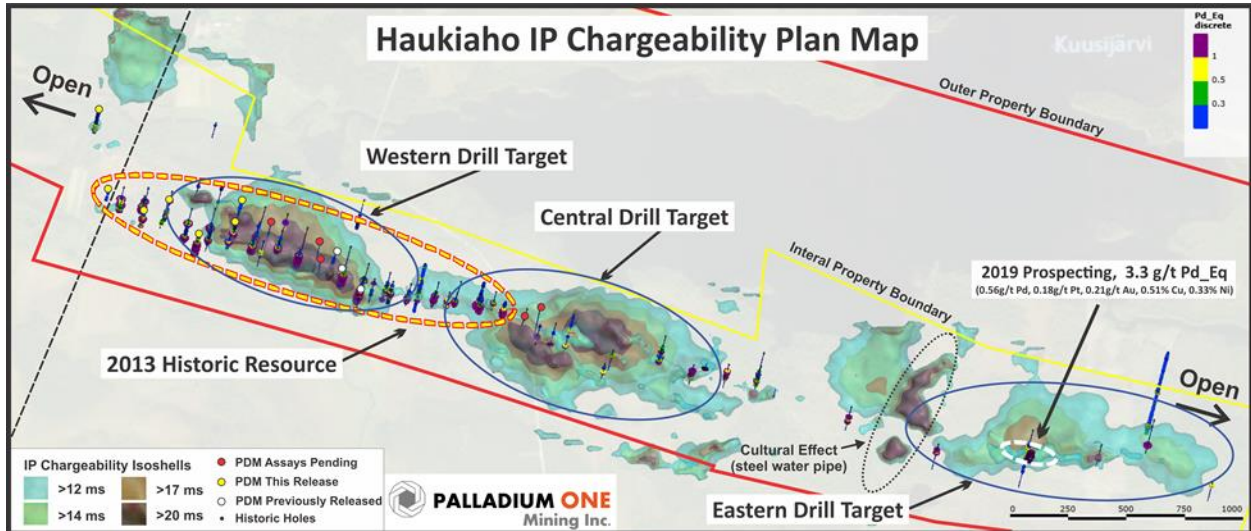 Haukiaho IP Chargeability Plan Map
Kuusijärvi
Pd_Eq
discrete
1
0.5
0.3
Open
Outer Property Boundary
Western Drill Target
Central Drill Target
Interal Property Boundary
2019 Prospecting, 3.3 g/t Pd_Eq
(0.56g/t Pd, 0.18g/t Pt, 0.21g/t Au, 0.51% Cu, 0.33% Ni)
2013 Historic Resource
Open
Cultural Effect
(steel water pipe)
Eastern Drill Target
IP Chargeability Isoshells
>12 ms
>17 ms
>14 ms
>20 ms
PDM Assays Pending
PDM This Release
PDM Previously Released
Historic Holes
PALLADIUM ONE
Mining Inc.
0 250 500 750 1000